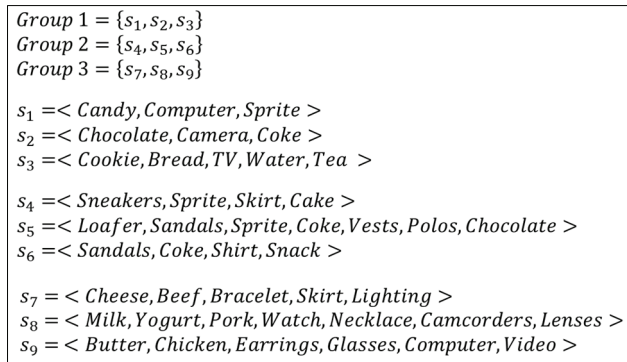 Group 1 = {s₁, s₂, s₃}
Group 2 = {s₄, s₅, s₆}
Group 3 = {s₇, s₈, s₉}
s₁ =< Candy, Computer, Sprite >
s₂ =< Chocolate, Camera, Coke >
s₃ =< Cookie, Bread, TV, Water, Tea >
s₄ =< Sneakers, Sprite, Skirt, Cake >
s₅ =< Loafer, Sandals, Sprite, Coke, Vests, Polos, Chocolate >
s₆ =< Sandals, Coke, Shirt, Snack >
s₇ =< Cheese, Beef, Bracelet, Skirt, Lighting >
s₈ =< Milk, Yogurt, Pork, Watch, Necklace, Camcorders, Lenses >
s₉ =< Butter, Chicken, Earrings, Glasses, Computer, Video >